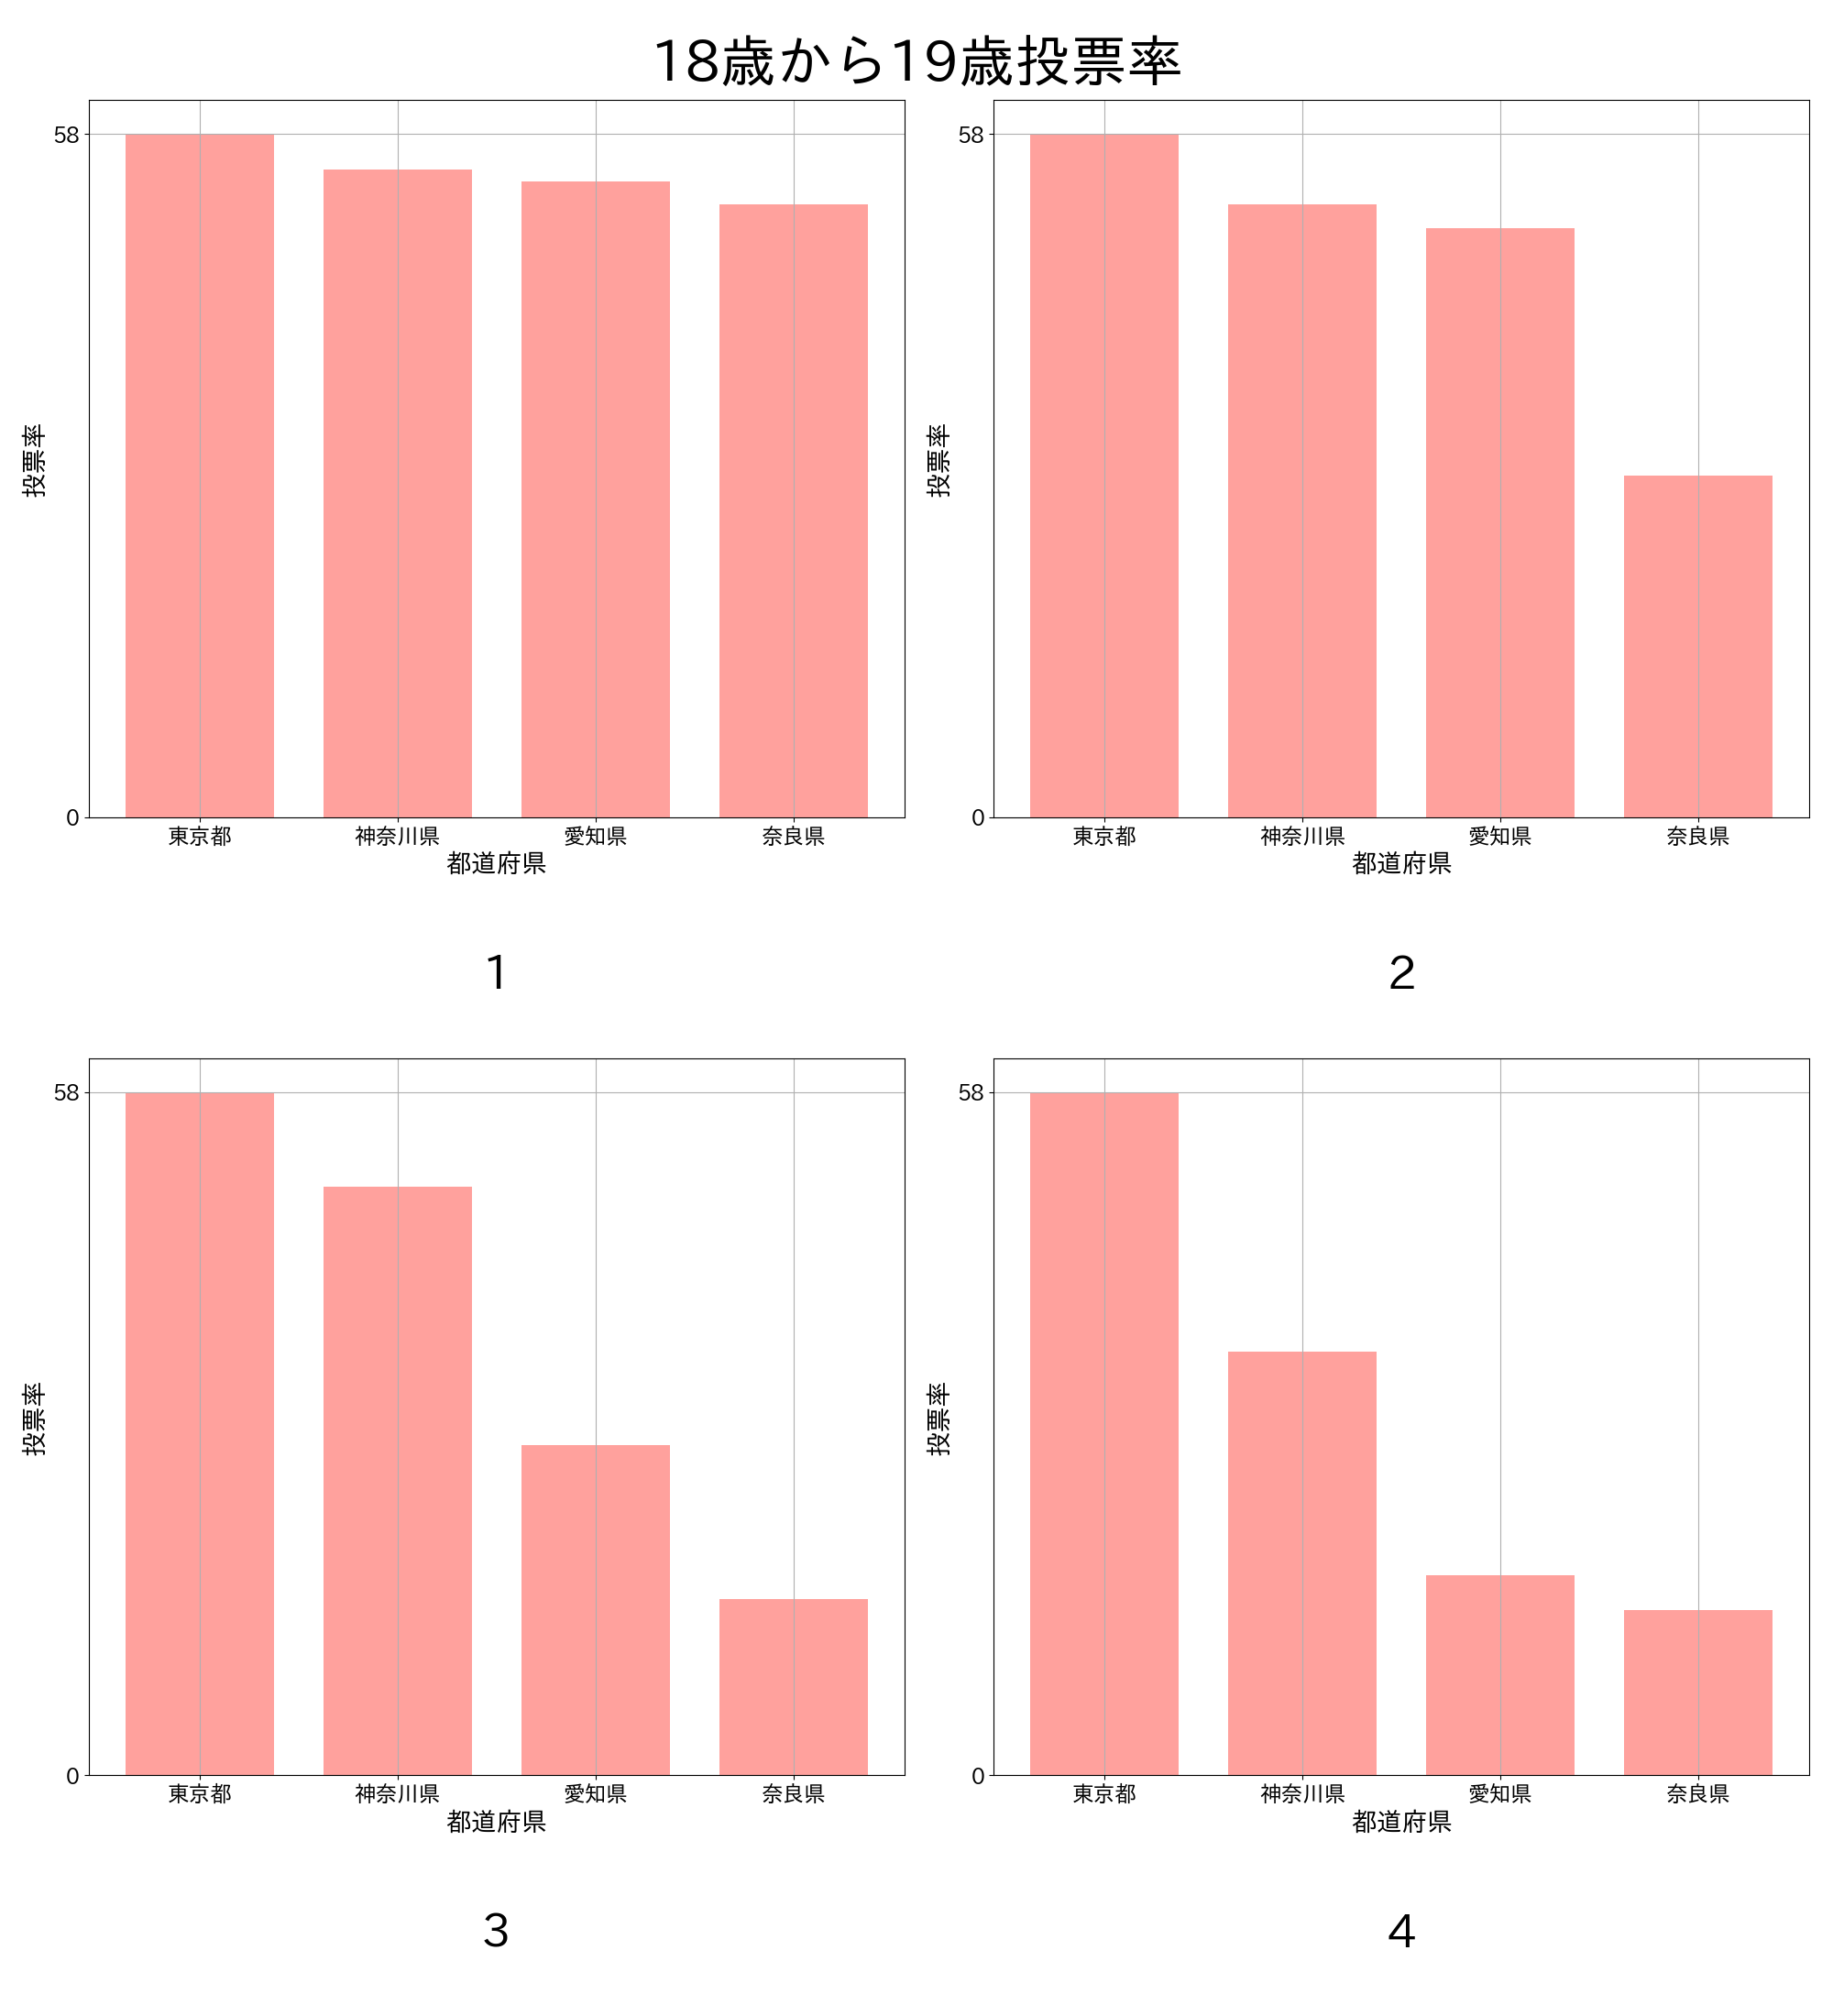 18歳から19歳投票率
58
0
投票率
東京都 神奈川県 愛知県 奈良県
都道府県
1
58
0
投票率
東京都 神奈川県 愛知県 奈良県
都道府県
2
58
0
投票率
東京都 神奈川県 愛知県 奈良県
都道府県
3
58
0
投票率
東京都 神奈川県 愛知県 奈良県
都道府県
4